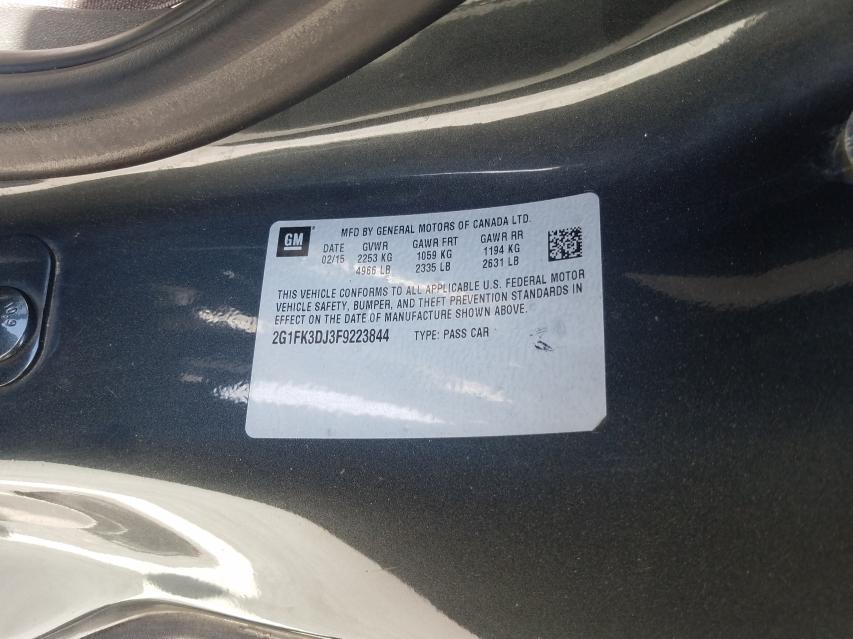 GM
MFD BY GENERAL MOTORS OF CANADA LTD.
DATE GVWR GAWR FRT GAWR RR
02/15 2253 KG 1059 KG 1194 KG
4966 LB 2335 LB 2631 LB
THIS VEHICLE CONFORMS TO ALL APPLICABLE U.S. FEDERAL MOTOR
VEHICLE SAFETY, BUMPER, AND THEFT PREVENTION STANDARDS IN
EFFECT ON THE DATE OF MANUFACTURE SHOWN ABOVE.
2G1FK3DJ3F9223844 TYPE: PASS CAR